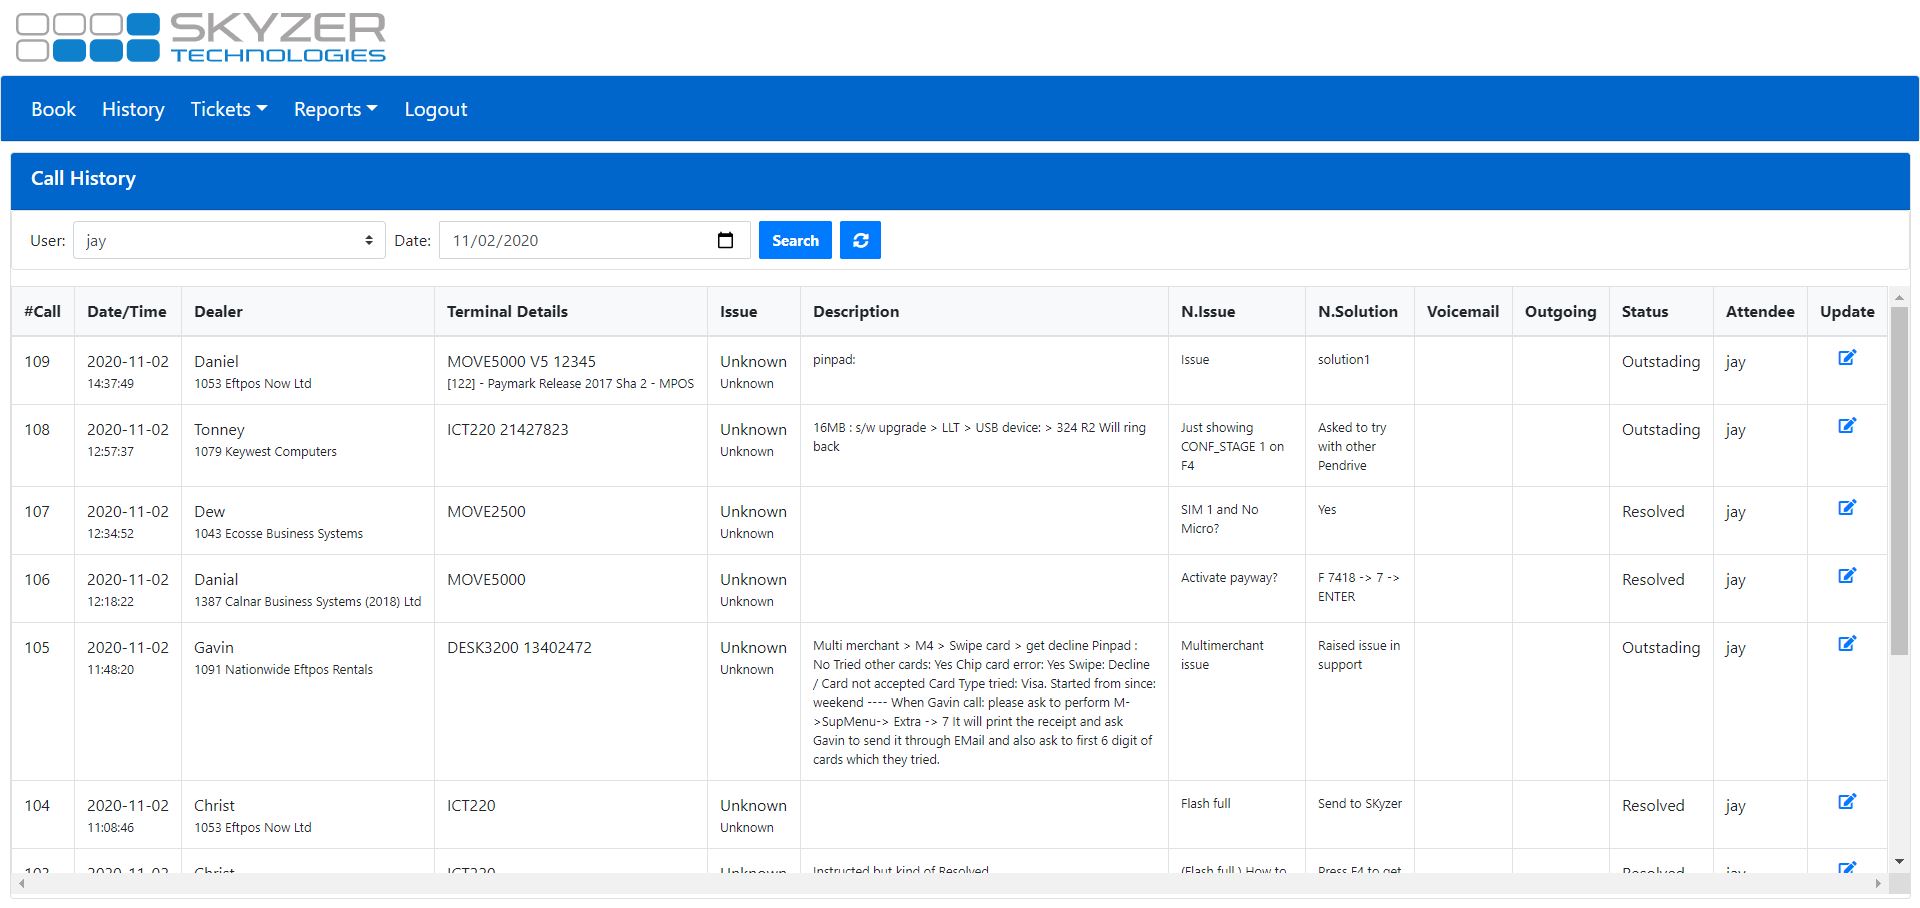 SKYZER
TECHNOLOGIES
Book History Tickets Reports Logout
Call History
User: jay Date: 11/02/2020 Search
#Call Date/Time Dealer Terminal Details Issue Description N.Issue N.Solution Voicemail Outgoing Status Attendee Update
109 2020-11-02 Daniel MOVE5000 V5 12345 Unknown pinpad: Issue solution1 Outstading jay
14:37:49 1053 Eftpos Now Ltd [122] - Paymark Release 2017 Sha 2 - MPOS Unknown
108 2020-11-02 Tonney ICT220 21427823 Unknown 16MB : s/w upgrade > LLT > USB device: > 324 R2 Will ring Just showing Asked to try Outstading jay
12:57:37 1079 Keywest Computers Unknown back CONF_STAGE 1 on with other
F4 Pendrive
107 2020-11-02 Dew MOVE2500 Unknown SIM 1 and No Yes Resolved jay
12:34:52 1043 Ecosse Business Systems Unknown Micro?
106 2020-11-02 Danial MOVE5000 Unknown Activate payway? F 7418 -> 7 -> Resolved jay
12:18:22 1387 Calnar Business Systems (2018) Ltd Unknown ENTER
105 2020-11-02 Gavin DESK3200 13402472 Unknown Multi merchant > M4 > Swipe card > get decline Pinpad : Multimerchant Raised issue in Outstading jay
11:48:20 1091 Nationwide Eftpos Rentals Unknown No Tried other cards: Yes Chip card error: Yes Swipe: Decline issue support
/ Card not accepted Card Type tried: Visa. Started from since:
weekend ---- When Gavin call: please ask to perform M-
>SupMenu-> Extra -> 7 It will print the receipt and ask
Gavin to send it through EMail and also ask to first 6 digit of
cards which they tried.
104 2020-11-02 Christ ICT220 Unknown Flash full Send to SKyzer Resolved jay
11:08:46 1053 Eftpos Now Ltd Unknown
103 2020-11-02 Christ ICT220 Unknown Instructed but kind of Resolved (Flash full ) How to Press F4 to get Resolved jay